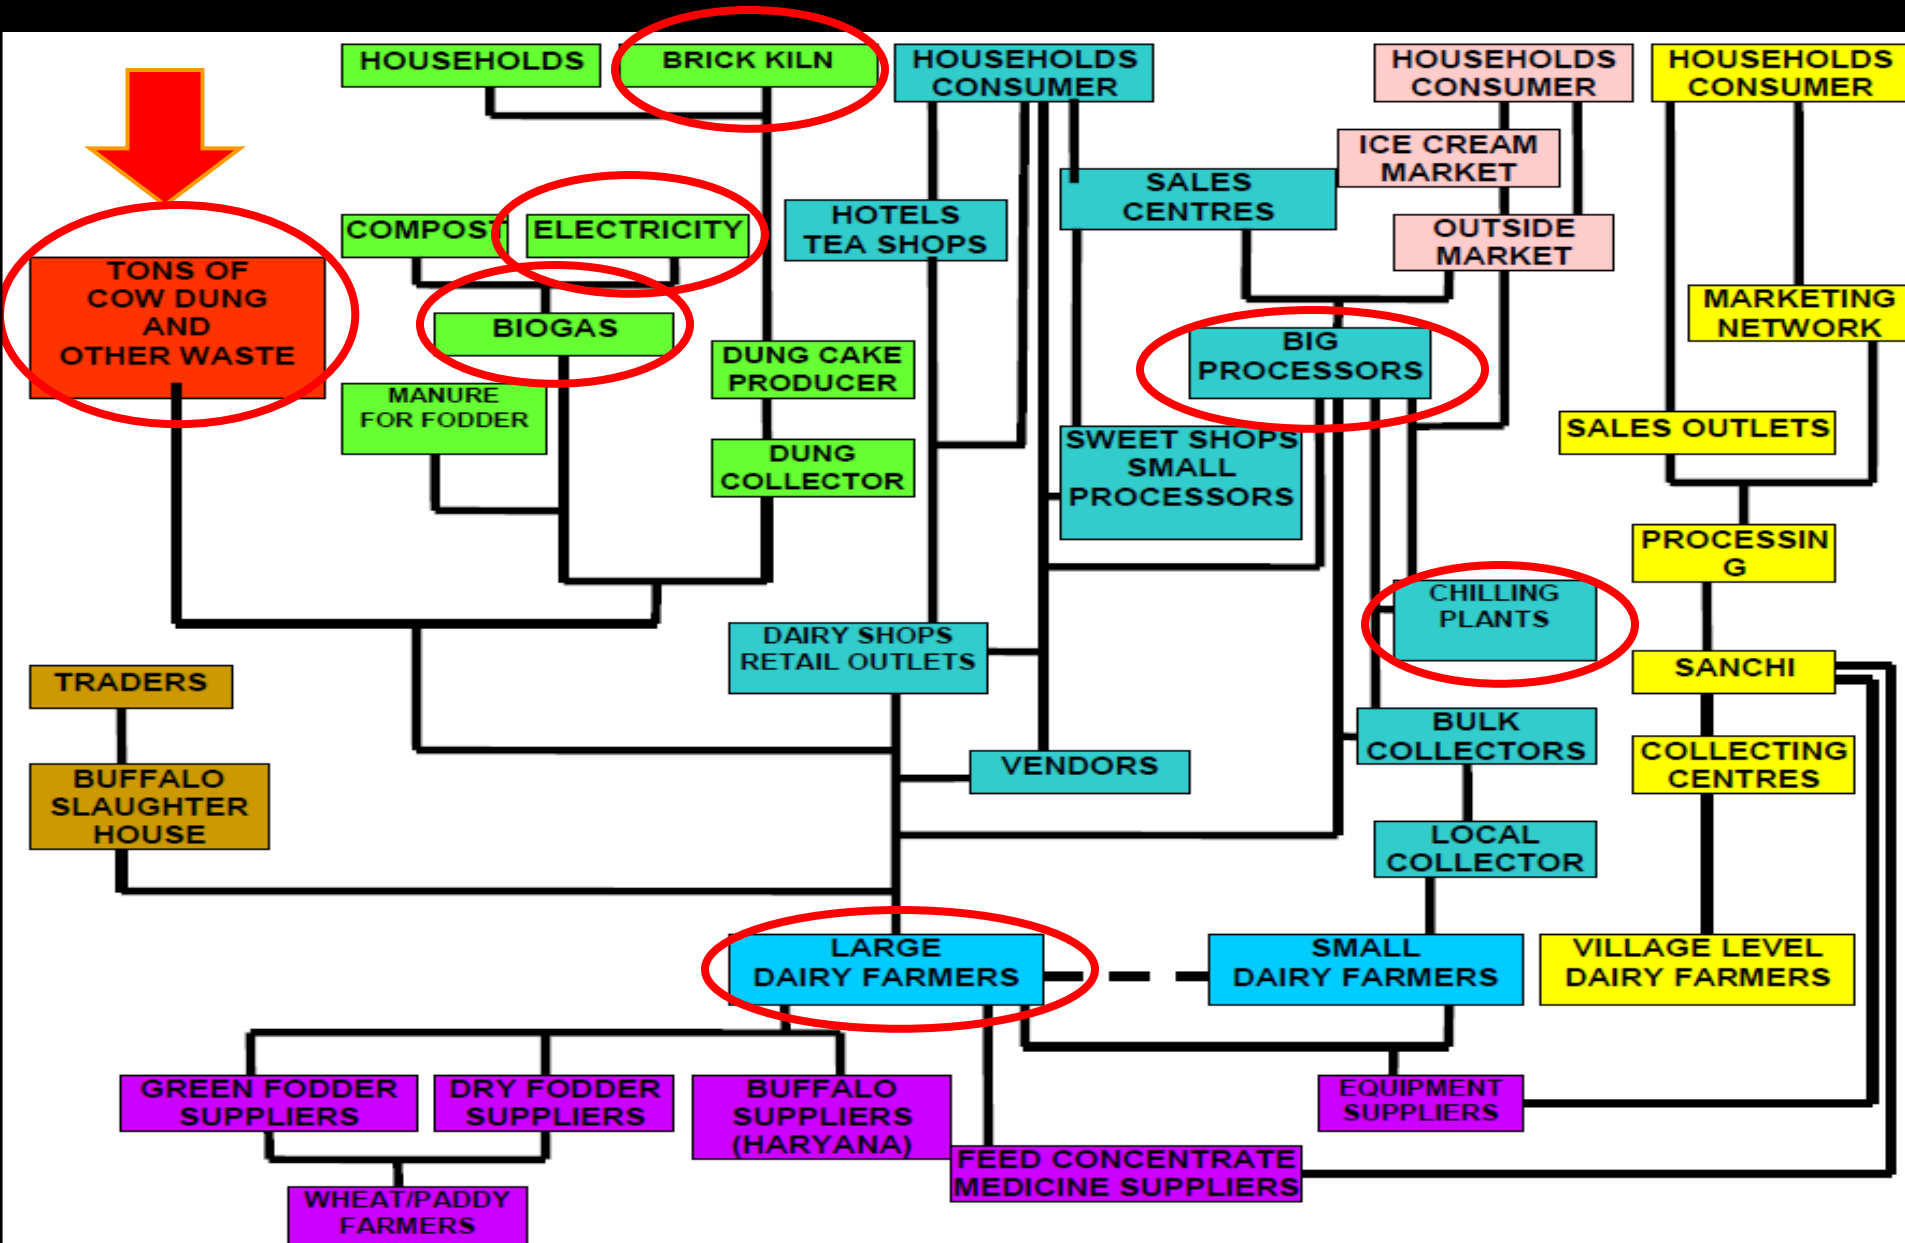 HOUSEHOLDS
BRICK KILN
HOUSEHOLDS
CONSUMER
HOUSEHOLDS
CONSUMER
HOUSEHOLDS
CONSUMER
ICE CREAM
MARKET
SALES
CENTRES
COMPOST
ELECTRICITY
HOTELS
TEA SHOPS
OUTSIDE
MARKET
TONS OF
COW DUNG
AND
OTHER WASTE
BIOGAS
MARKETING
NETWORK
BIG
PROCESSORS
DUNG CAKE
PRODUCER
MANURE
FOR FODDER
SALES OUTLETS
DUNG
COLLECTOR
SWEET SHOPS
SMALL
PROCESSORS
PROCESSIN
G
CHILLING
PLANTS
DAIRY SHOPS
RETAIL OUTLETS
TRADERS
SANCHI
BULK
COLLECTORS
COLLECTING
CENTRES
VENDORS
BUFFALO
SLAUGHTER
HOUSE
LOCAL
COLLECTOR
LARGE
DAIRY FARMERS
SMALL
DAIRY FARMERS
VILLAGE LEVEL
DAIRY FARMERS
GREEN FODDER
SUPPLIERS
DRY FODDER
SUPPLIERS
BUFFALO
SUPPLIERS
(HARYANA)
EQUIPMENT
SUPPLIERS
FEED CONCENTRATE
MEDICINE SUPPLIERS
WHEAT/PADDY
FARMERS